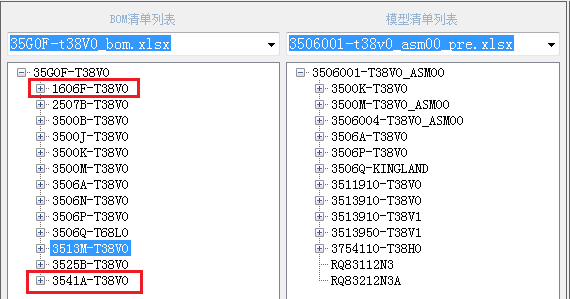 BOM清单列表
35G0F-t38V0_bom.xlsx
35G0F-T38V0
1606F-T38V0
2507B-T38V0
3500B-T38V0
3500J-T38V0
3500K-T38V0
3500M-T38V0
3506A-T38V0
3506N-T38V0
3506P-T38V0
3506Q-T68L0
3513M-T38V0
3525B-T38V0
3541A-T38V0
模型清单列表
3506001-t38v0_asm00_pre.xlsx
3506001-T38V0_ASM00
3500K-T38V0
3500M-T38V0_ASM00
3506004-T38V0_ASM00
3506A-T38V0
3506P-T38V0
3506Q-KINGLAND
3511910-T38V0
3513910-T38V0
3513910-T38V1
3513950-T38V1
3754110-T38H0
RQ83112N3
RQ83212N3A